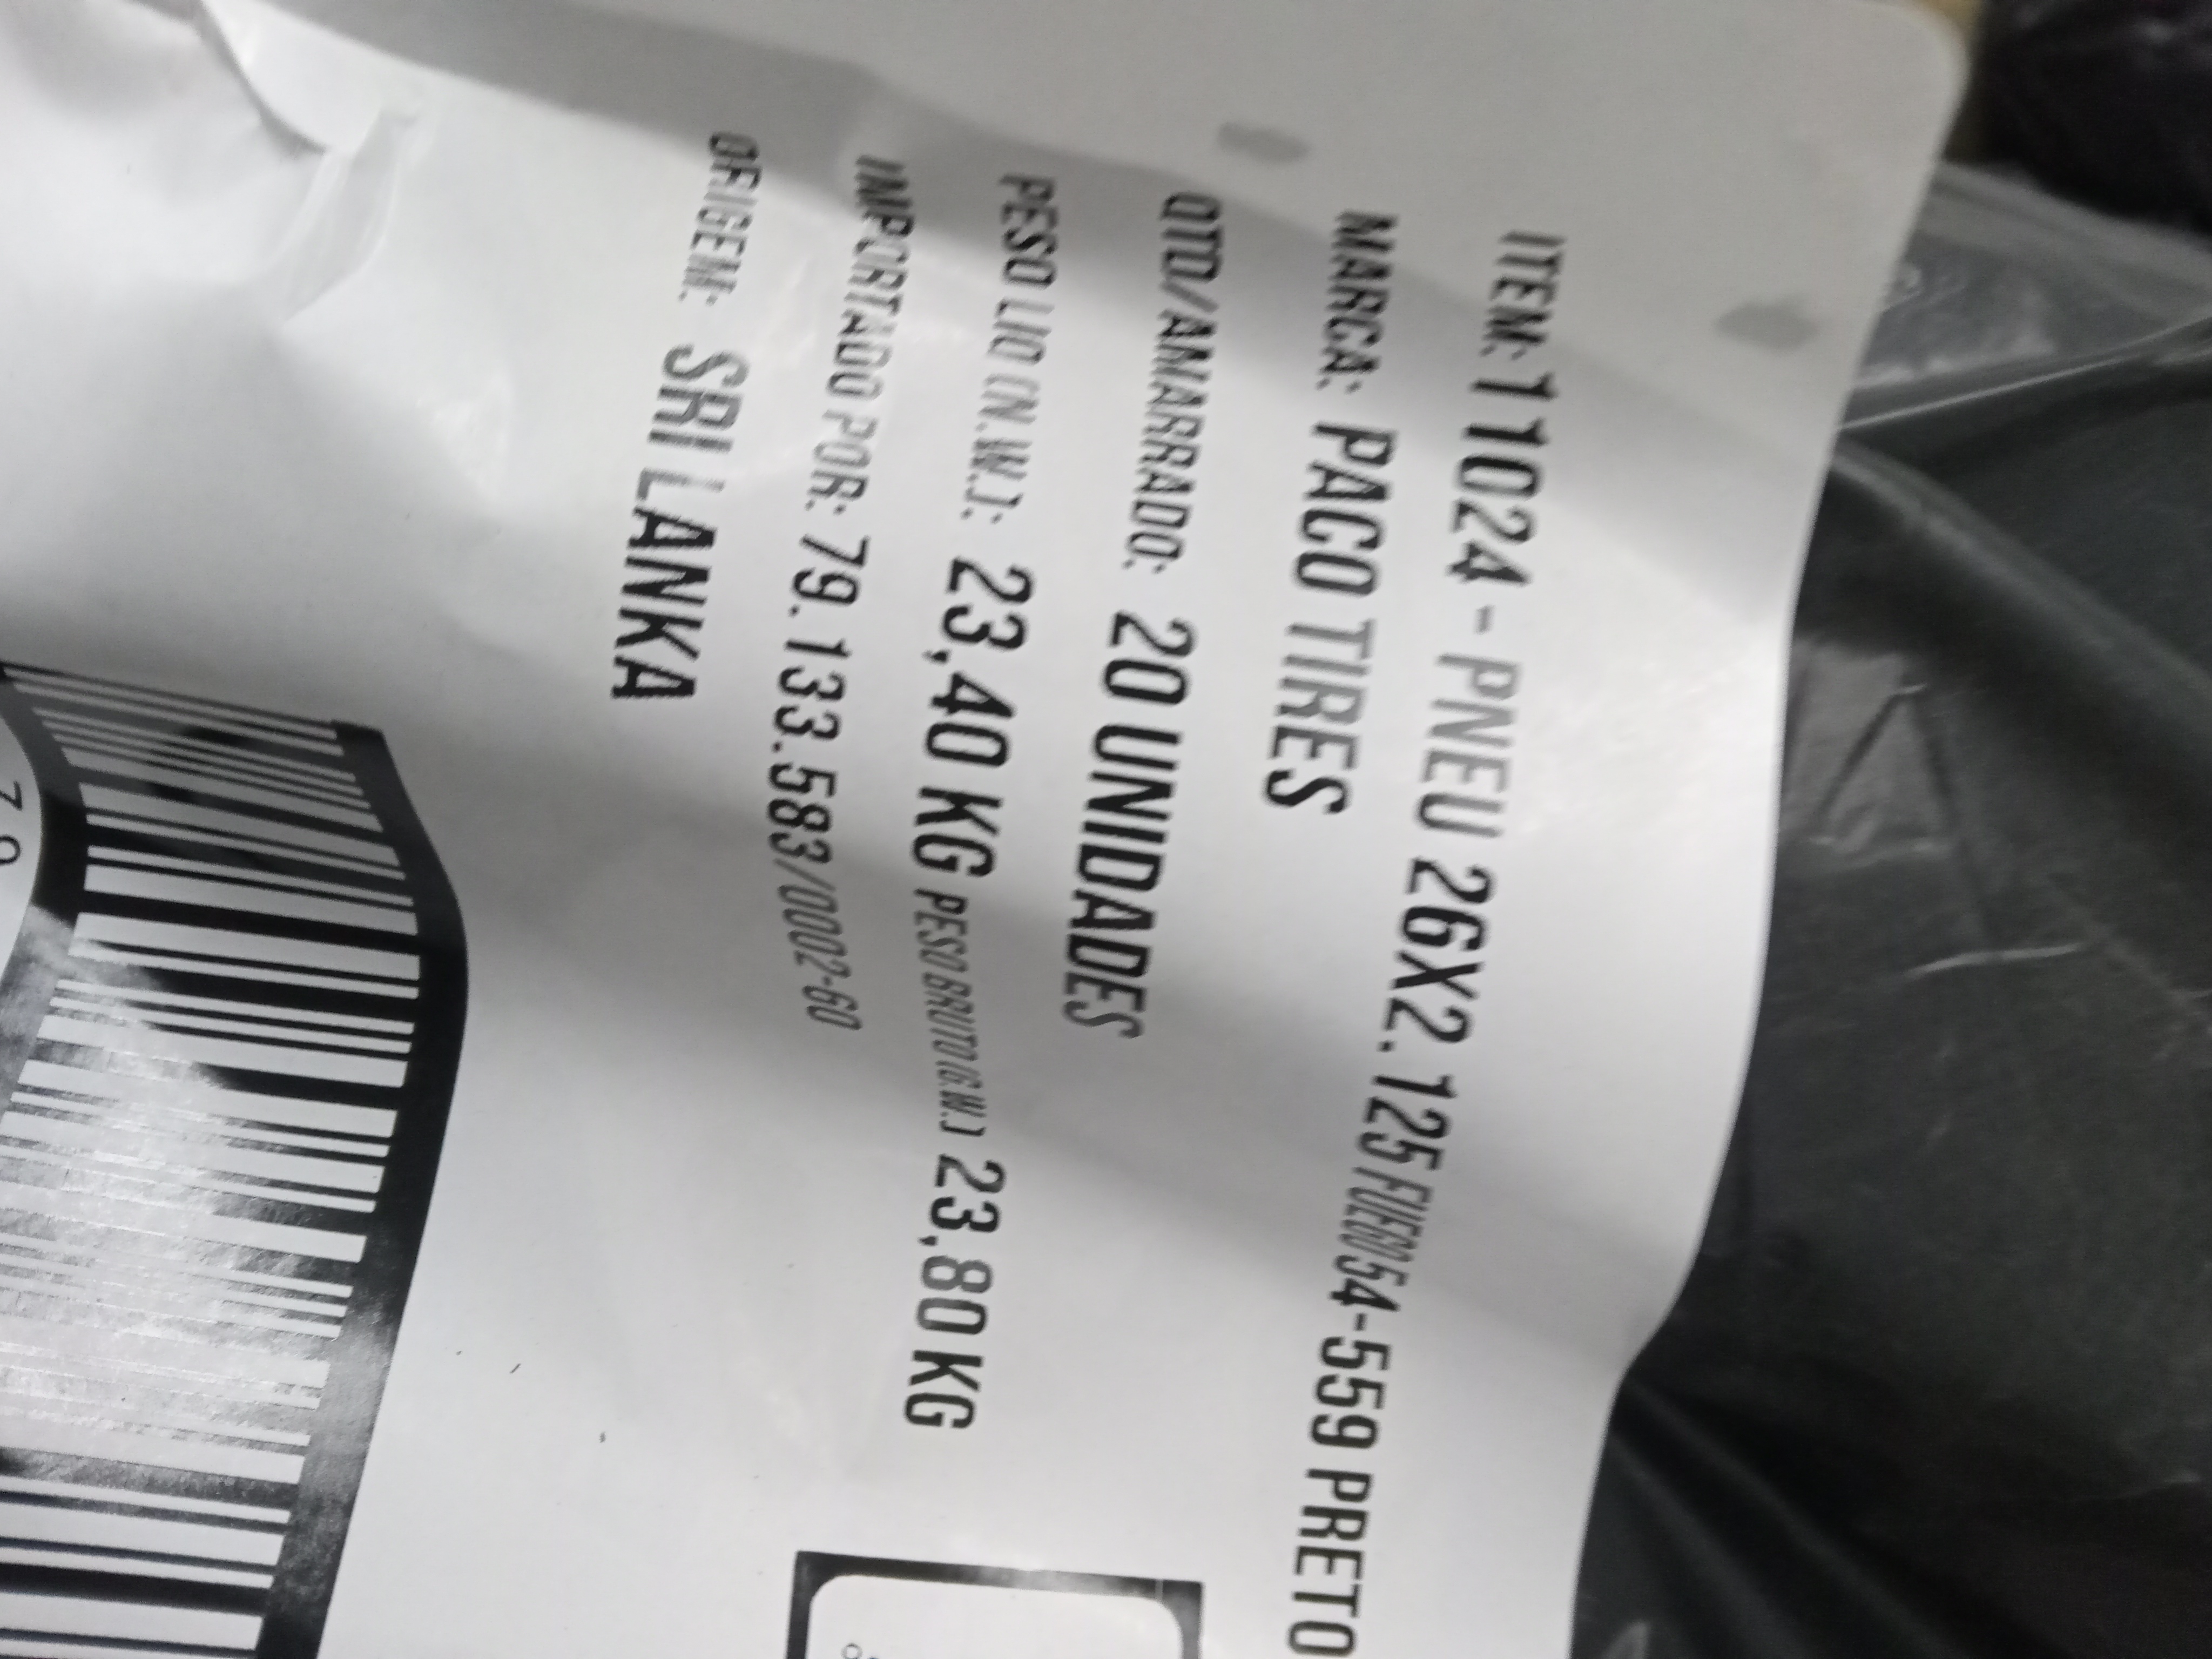 ITEM: 11024 - PNEU 26X2.125 FUEGO 54-559 PRETO
MARCA: PACO TIRES
QTD/AMARRADO: 20 UNIDADES
PESO LIQ (N.W.): 23,40 KG PESO BRUTO (G.W.) 23,80 KG
IMPORTADO POR: 79.133.583/0002-60
ORIGEM: SRI LANKA